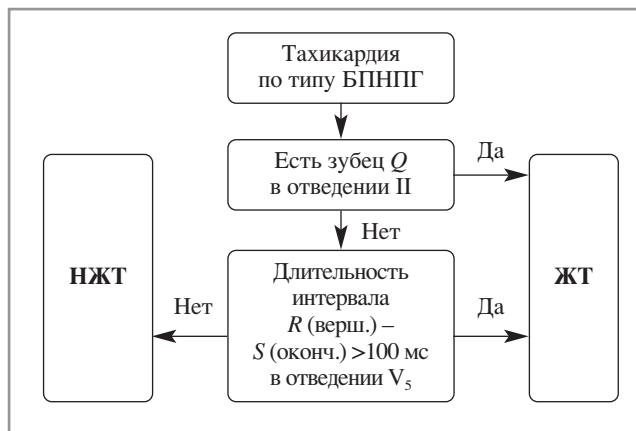 Тахикардия
по типу БПНПГ
Есть зубец Q
в отведении II
Да
Нет
НЖТ
Нет
Длительность
интервала
R (верш.) –
S (оконч.) >100 мс
в отведении V₅
Да
ЖТ